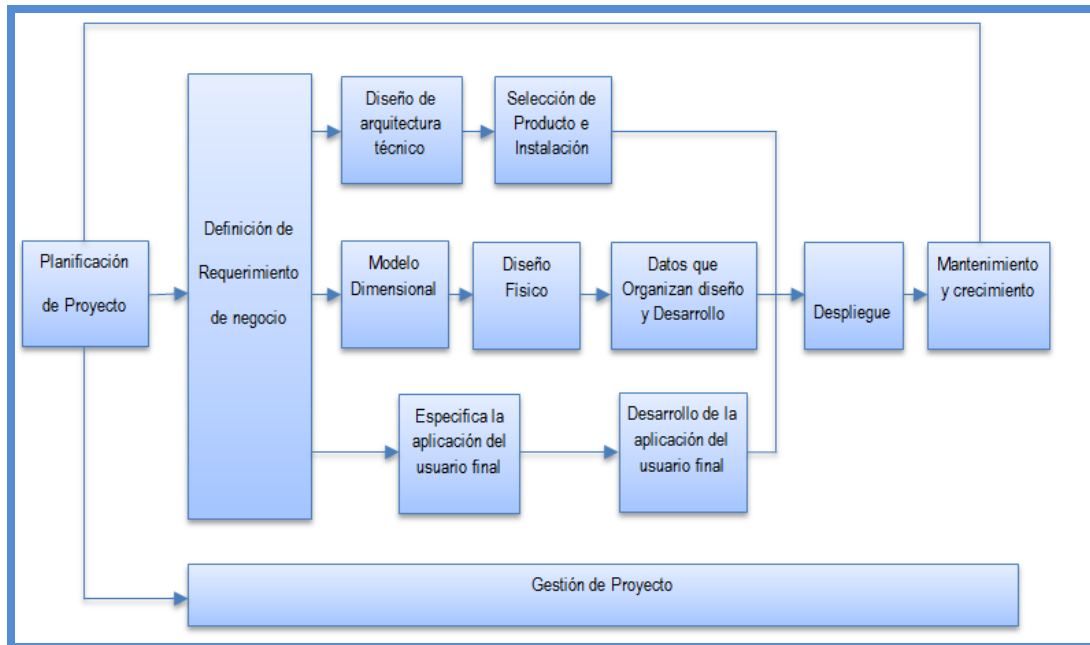 Planificación
de Proyecto
Definición de
Requerimiento
de negocio
Diseño de
arquitectura
técnico
Selección de
Producto e
Instalación
Modelo
Dimensional
Diseño
Fisico
Datos que
Organizan diseño
y Desarrollo
Especifica la
aplicación del
usuario final
Desarrollo de la
aplicación del
usuario final
Despliegue
Mantenimiento
y crecimiento
Gestión de Proyecto